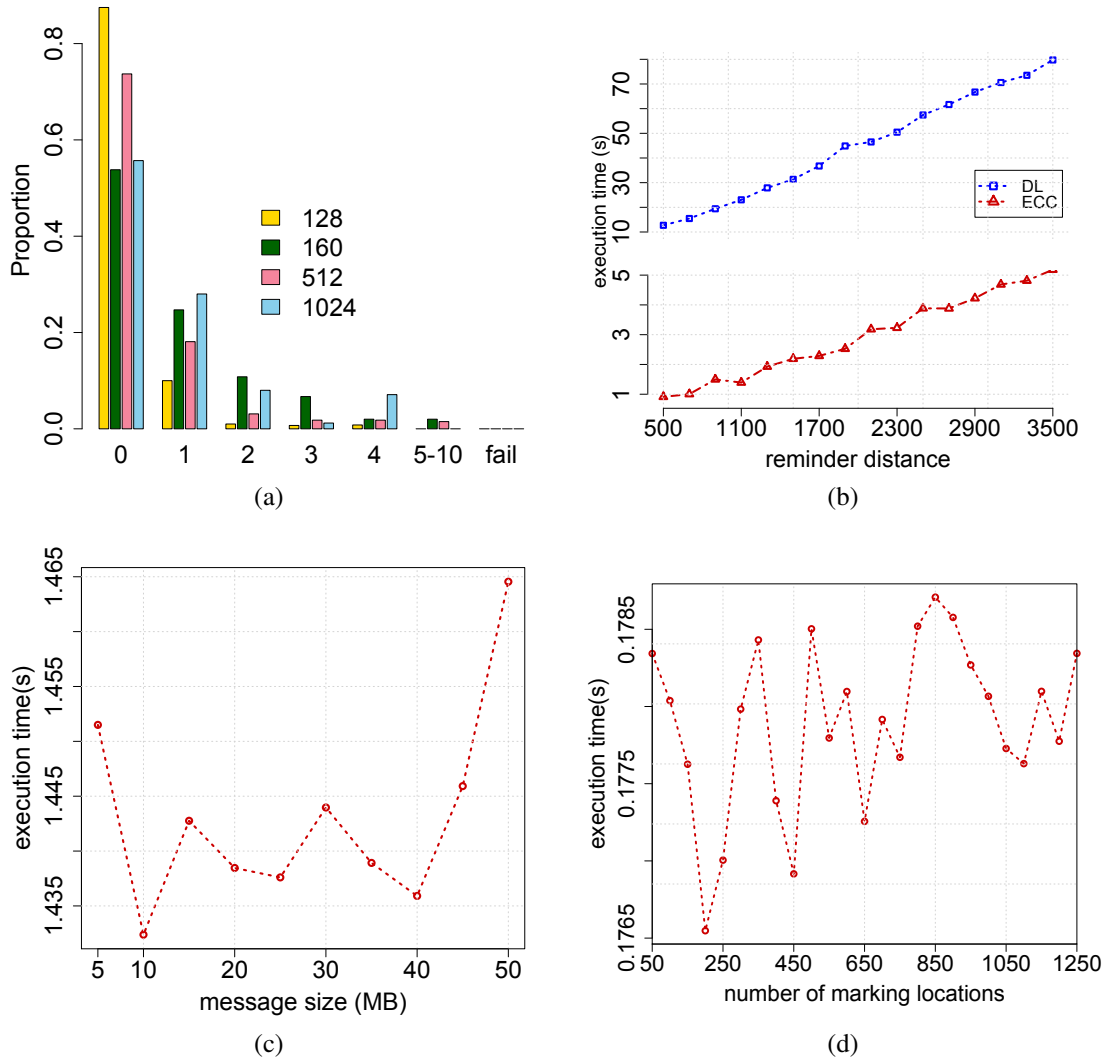 Proportion
0.8
0.6
0.4
0.2
0.0
128
160
512
1024
0 1 2 3 4 5-10 fail
(a)
execution time (s)
70
50
30
10
5
3
1
DL
ECC
500 1100 1700 2300 2900 3500
reminder distance
(b)
execution time(s)
1.465
1.455
1.445
1.435
5 10 20 30 40 50
message size (MB)
(c)
execution time(s)
0.1785
0.1775
0.1765
50 250 450 650 850 1050 1250
number of marking locations
(d)